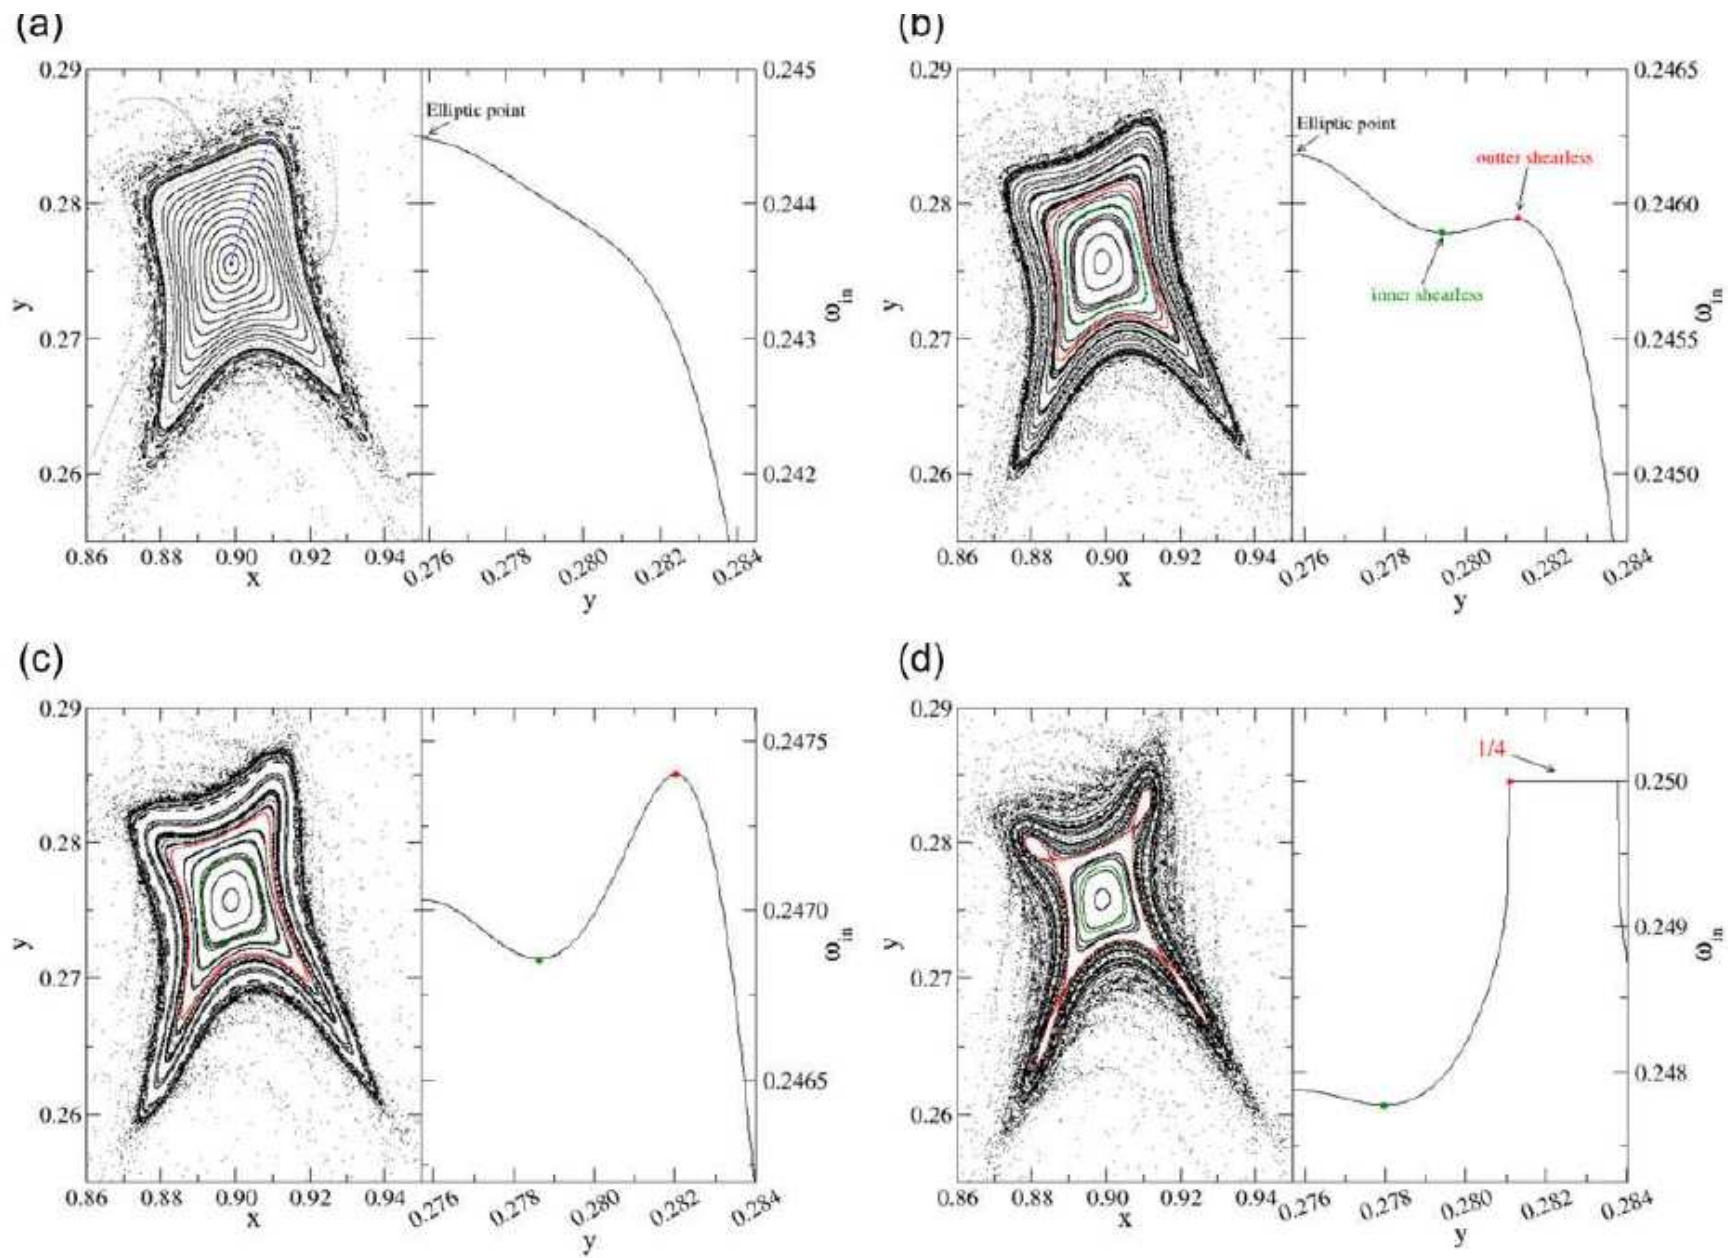 (a)
0.29
0.28
0.27
0.26
y
0.86
0.88
0.90
0.92
0.94
x
Elliptic point
0.276
0.278
0.280
0.282
0.284
y
0.245
0.244
0.243
0.242
ω_in
(b)
0.29
0.28
0.27
0.26
y
0.86
0.88
0.90
0.92
0.94
x
Elliptic point
outter shearless
inner shearless
0.276
0.278
0.280
0.282
0.284
y
0.2465
0.2460
0.2455
0.2450
ω_in
(c)
0.29
0.28
0.27
0.26
y
0.86
0.88
0.90
0.92
0.94
x
0.276
0.278
0.280
0.282
0.284
y
0.2475
0.2470
0.2465
ω_in
(d)
0.29
0.28
0.27
0.26
y
0.86
0.88
0.90
0.92
0.94
x
1/4
0.276
0.278
0.280
0.282
0.284
y
0.250
0.249
0.248
ω_in